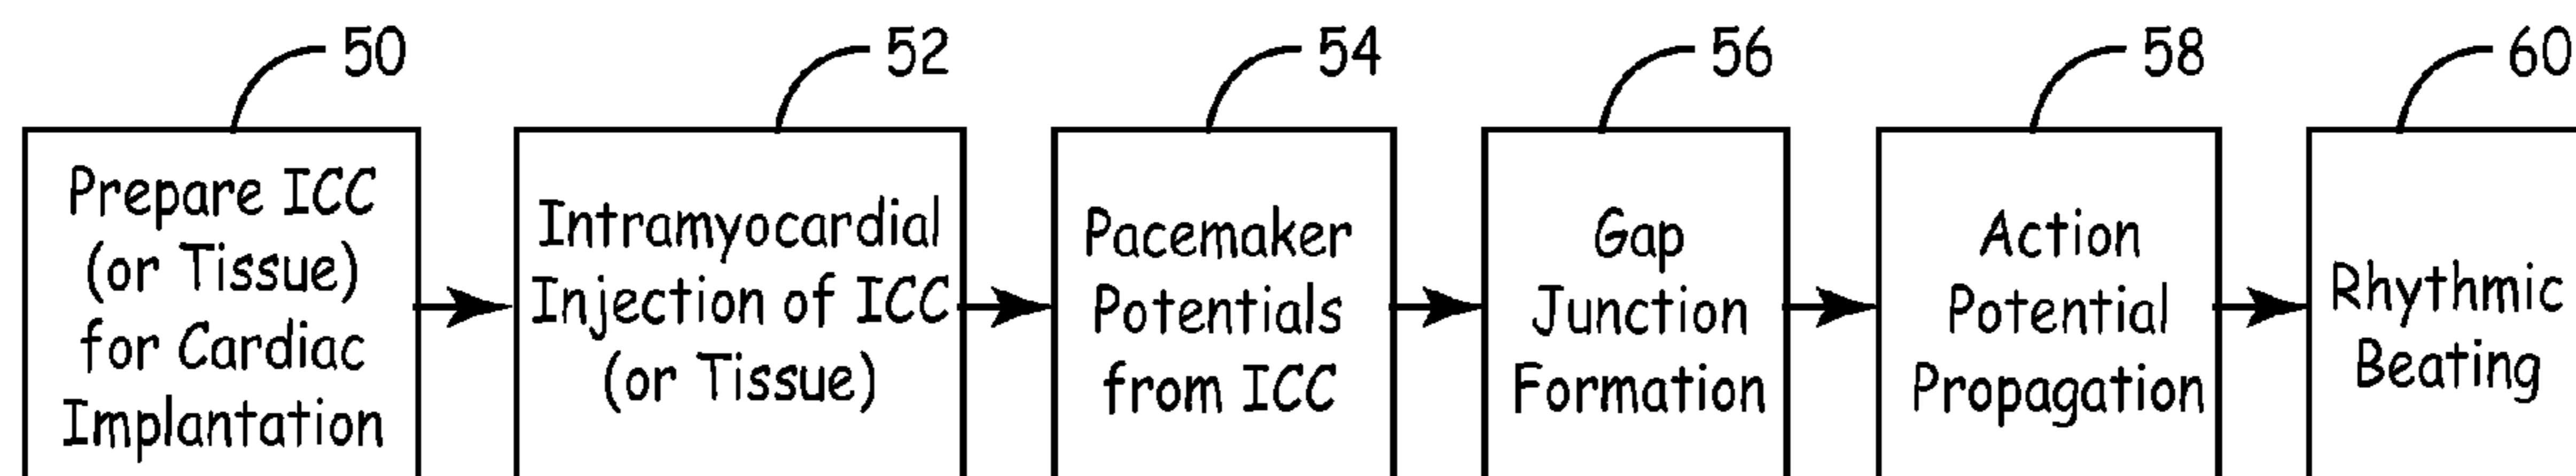 50
52
54
56
58
60
Prepare ICC
(or Tissue)
for Cardiac
Implantation
Intramyocardial
Injection of ICC
(or Tissue)
Pacemaker
Potentials
from ICC
Gap
Junction
Formation
Action
Potential
Propagation
Rhythmic
Beating